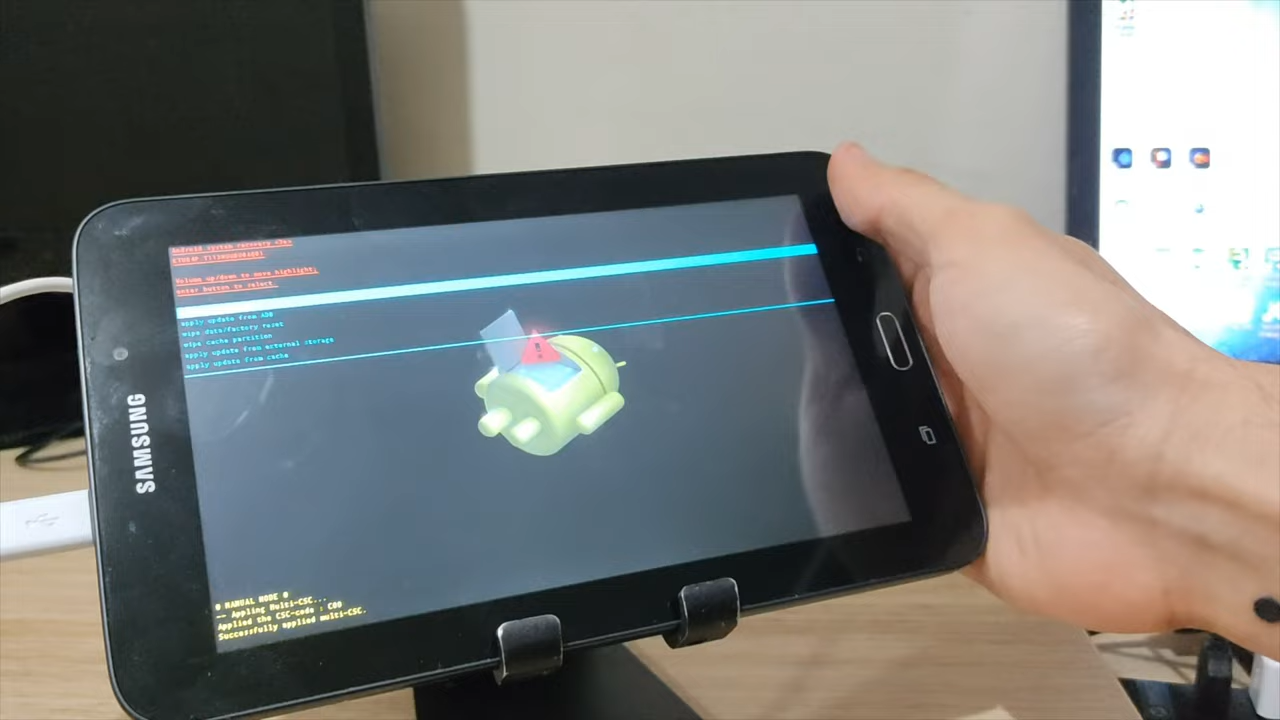 Android system recovery <3e>
Volume up/down to move highlight;
enter button to select.
apply update from ADB
wipe data/factory reset
wipe cache partition
apply update from external storage
apply update from cache
SAMSUNG
# MANUAL MODE #
-- Appling Multi-CSC...
Applied the CSC-code : COO
Successfully applied multi-CSC.